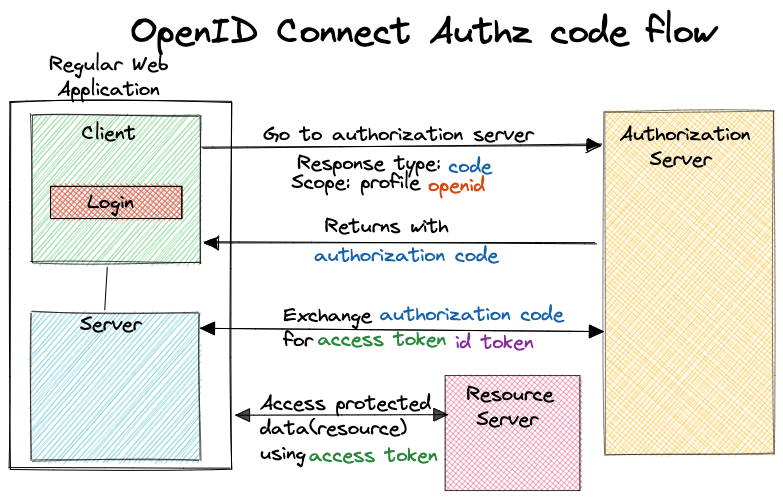 OpenID Connect Authz code flow
Regular Web
Application
Client
Login
Server
Go to authorization server
Response type: code
Scope: profile openid
Returns with
authorization code
Exchange authorization code
for access token id token
Access protected
data(resource)
using access token
Resource
Server
Authorization
Server